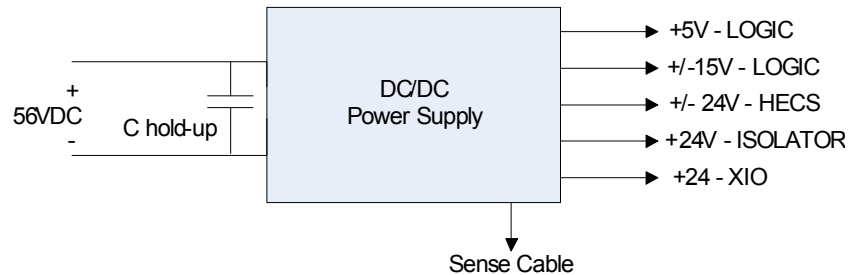 +
56VDC
-
C hold-up
DC/DC
Power Supply
+5V - LOGIC
+/-15V - LOGIC
+/- 24V - HECS
+24V - ISOLATOR
+24 - XIO
Sense Cable